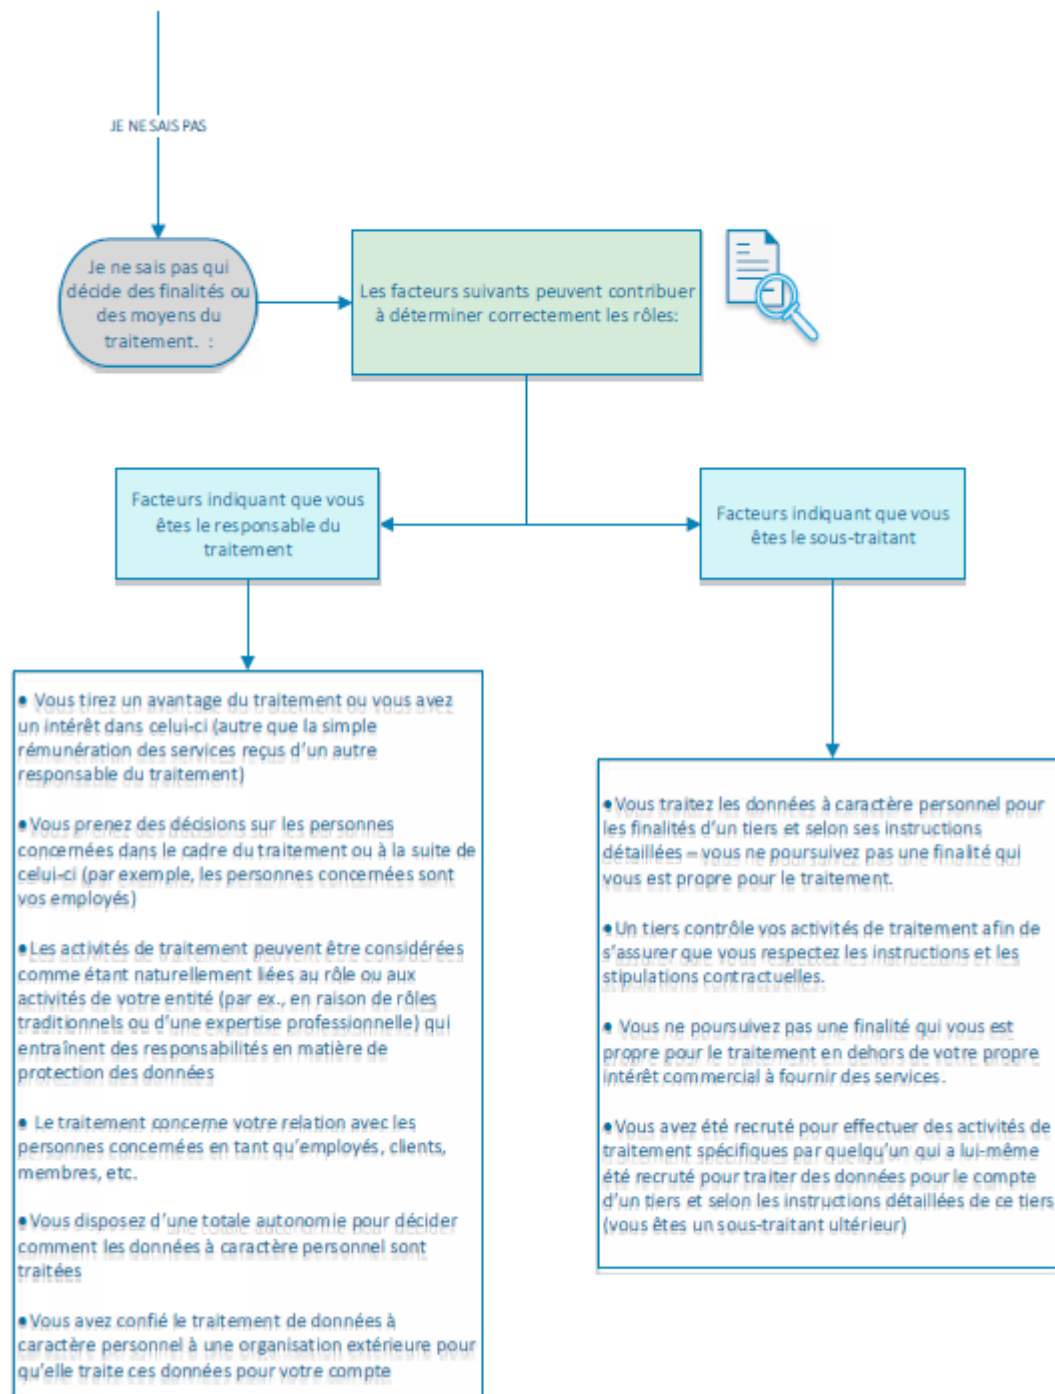 JE NE SAIS PAS
Je ne sais pas qui
décide des finalités ou
des moyens du
traitement. :
Les facteurs suivants peuvent contribuer
à déterminer correctement les rôles:
Facteurs indiquant que vous
êtes le responsable du
traitement
Facteurs indiquant que vous
êtes le sous-traitant
● Vous tirez un avantage du traitement ou vous avez
un intérêt dans celui-ci (autre que la simple
rémunération des services reçus d'un autre
responsable du traitement)
● Vous prenez des décisions sur les personnes
concernées dans le cadre du traitement ou à la suite de
celui-ci (par exemple, les personnes concernées sont
vos employés)
● Les activités de traitement peuvent être considérées
comme étant naturellement liées au rôle ou aux
activités de votre entité (par ex., en raison de rôles
traditionnels ou d'une expertise professionnelle) qui
entraînent des responsabilités en matière de
protection des données
● Le traitement concerne votre relation avec les
personnes concernées en tant qu'employés, clients,
membres, etc.
● Vous disposez d'une totale autonomie pour décider
comment les données à caractère personnel sont
traitées
● Vous avez confié le traitement de données à
caractère personnel à une organisation extérieure pour
qu'elle traite ces données pour votre compte
● Vous traitez les données à caractère personnel pour
les finalités d'un tiers et selon ses instructions
détaillées – vous ne poursuivez pas une finalité qui
vous est propre pour le traitement.
● Un tiers contrôle vos activités de traitement afin de
s'assurer que vous respectez les instructions et les
stipulations contractuelles.
● Vous ne poursuivez pas une finalité qui vous est
propre pour le traitement en dehors de votre propre
intérêt commercial à fournir des services.
● Vous avez été recruté pour effectuer des activités de
traitement spécifiques par quelqu'un qui a lui-même
été recruté pour traiter des données pour le compte
d'un tiers et selon les instructions détaillées de ce tiers
(vous êtes un sous-traitant ultérieur)